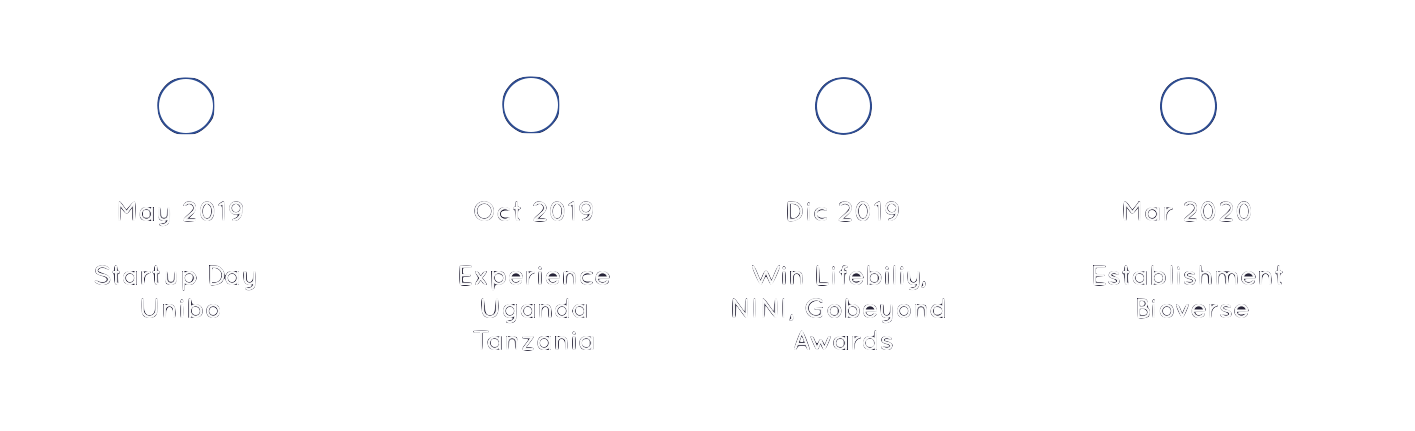 May 2019
Startup Day
Unibo
Oct 2019
Experience
Uganda
Tanzania
Dic 2019
Win Lifebiliy,
NINI, Gobeyond
Awards
Mar 2020
Establishment
Bioverse